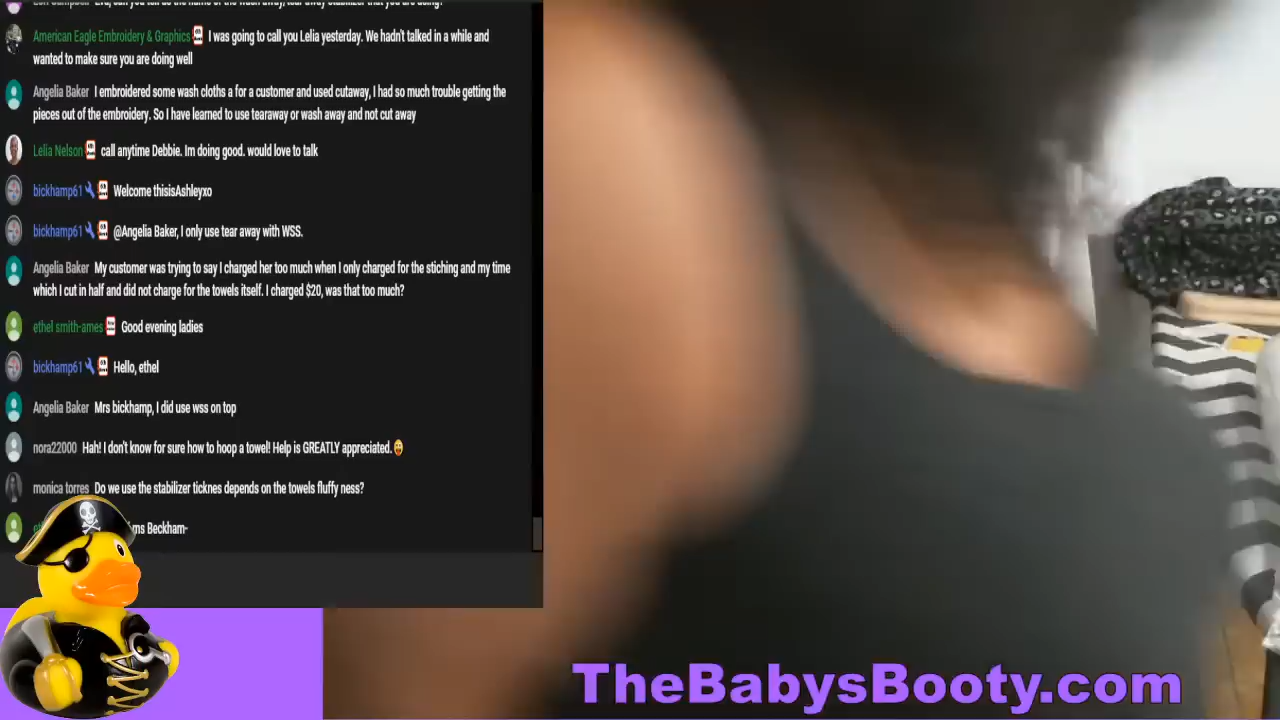 American Eagle Embroidery & Graphics I was going to call you Lelia yesterday. We hadn't talked in a while and
wanted to make sure you are doing well
Angelia Baker I embroidered some wash cloths a for a customer and used cutaway, I had so much trouble getting the
pieces out of the embroidery. So I have learned to use tearaway or wash away and not cut away
Lelia Nelson call anytime Debbie. Im doing good. would love to talk
bickhamp61 Welcome thisisAshleyxo
bickhamp61 @Angelia Baker, I only use tear away with WSS.
Angelia Baker My customer was trying to say I charged her too much when I only charged for the stiching and my time
which I cut in half and did not charge for the towels itself. I charged $20, was that too much?
ethel smith-ames Good evening ladies
bickhamp61 Hello, ethel
Angelia Baker Mrs bickhamp, I did use wss on top
nora22000 Hah! I don't know for sure how to hoop a towel! Help is GREATLY appreciated.
monica torres Do we use the stabilizer ticknes depends on the towels fluffy ness?
ms Beckham-
TheBabysBooty.com